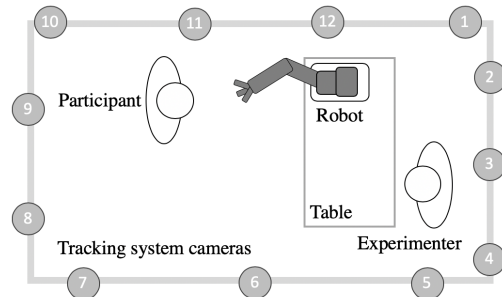 10
11
12
1
2
9
Participant
Robot
3
8
Table
Tracking system cameras
Experimenter
4
7
6
5